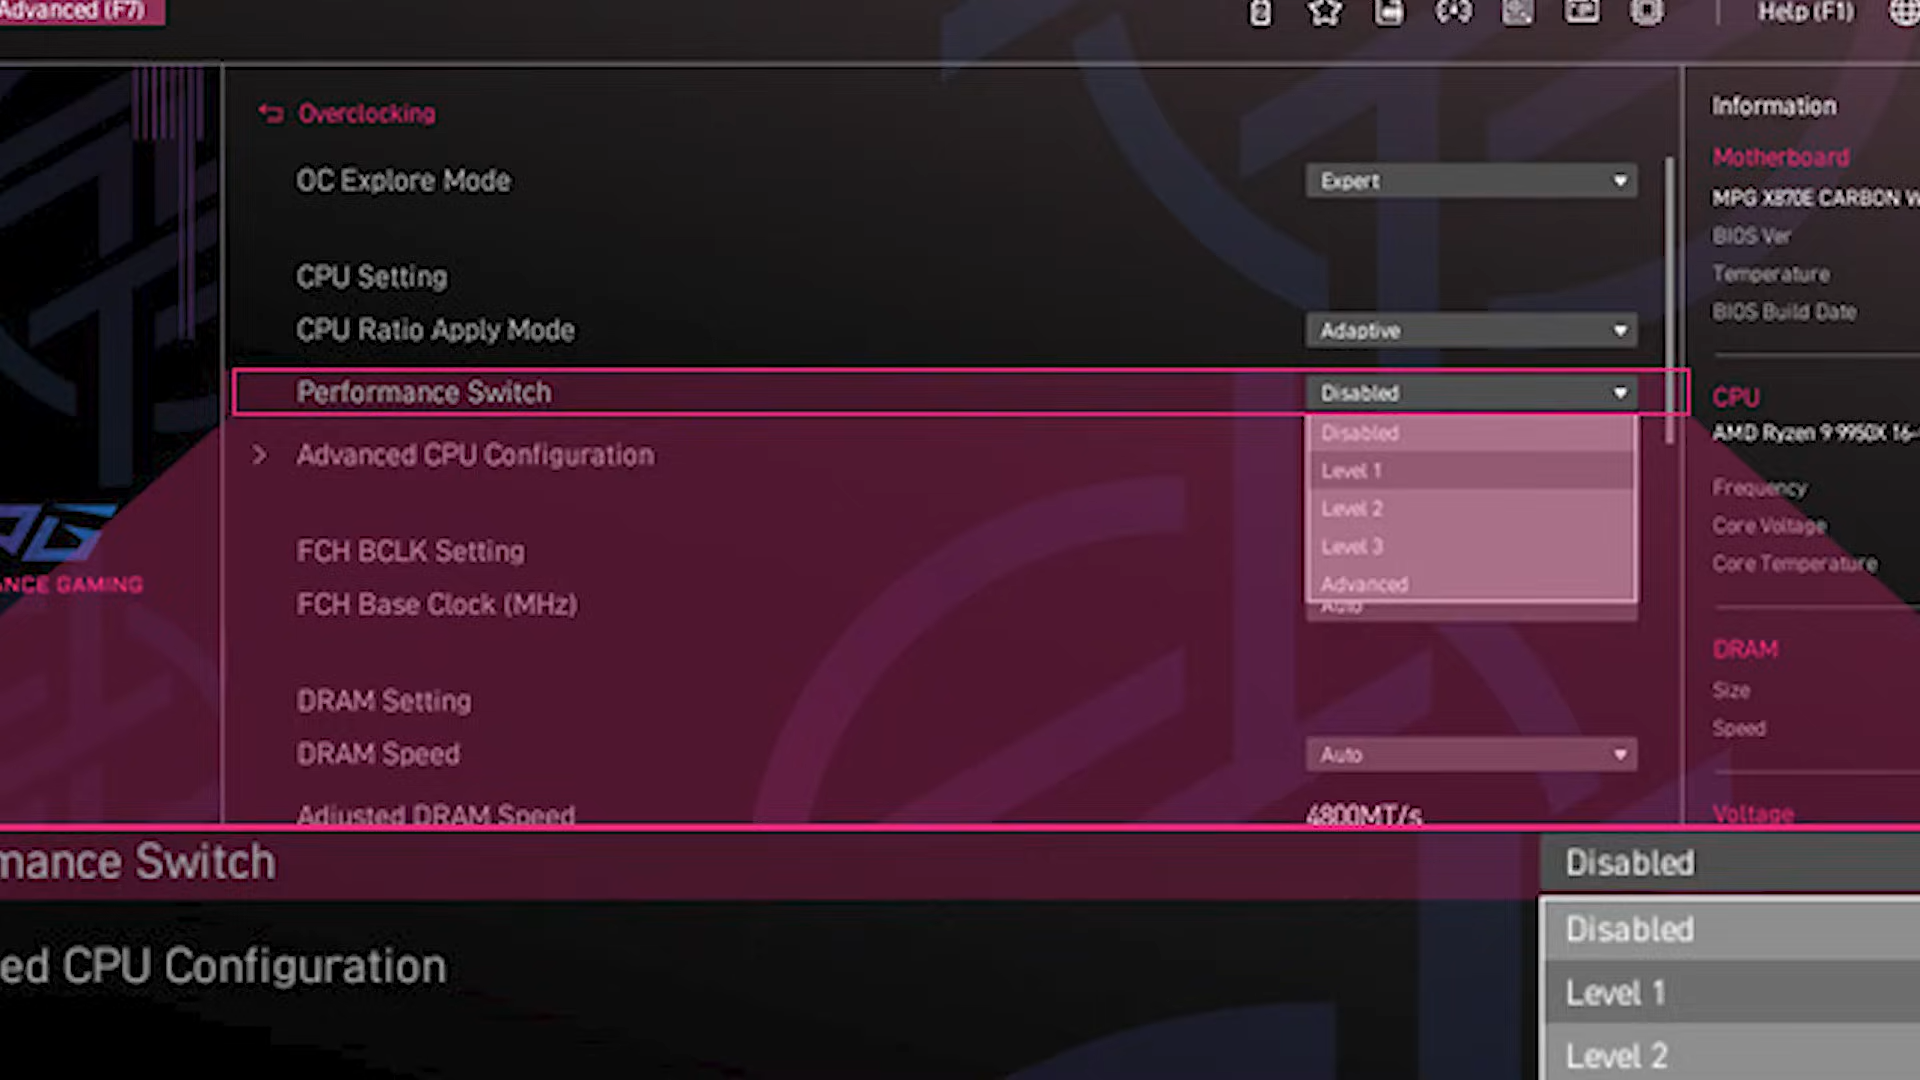 Advanced (F7)
Help (F1)
Overclocking
OC Explore Mode
Expert
CPU Setting
CPU Ratio Apply Mode
Adaptive
Performance Switch
Disabled
Disabled
Level 1
Level 2
Level 3
Advanced
Auto
Advanced CPU Configuration
FCH BCLK Setting
FCH Base Clock (MHz)
DRAM Setting
DRAM Speed
Auto
Adjusted DRAM Speed
4800MT/s
Information
Motherboard
MPG X870E CARBON W
BIOS Ver
Temperature
BIOS Build Date
CPU
AMD Ryzen 9 9950X 16-
Frequency
Core Voltage
Core Temperature
DRAM
Size
Speed
Voltage
PG
ANCE GAMING
mance Switch
Disabled
Disabled
Level 1
Level 2
ed CPU Configuration